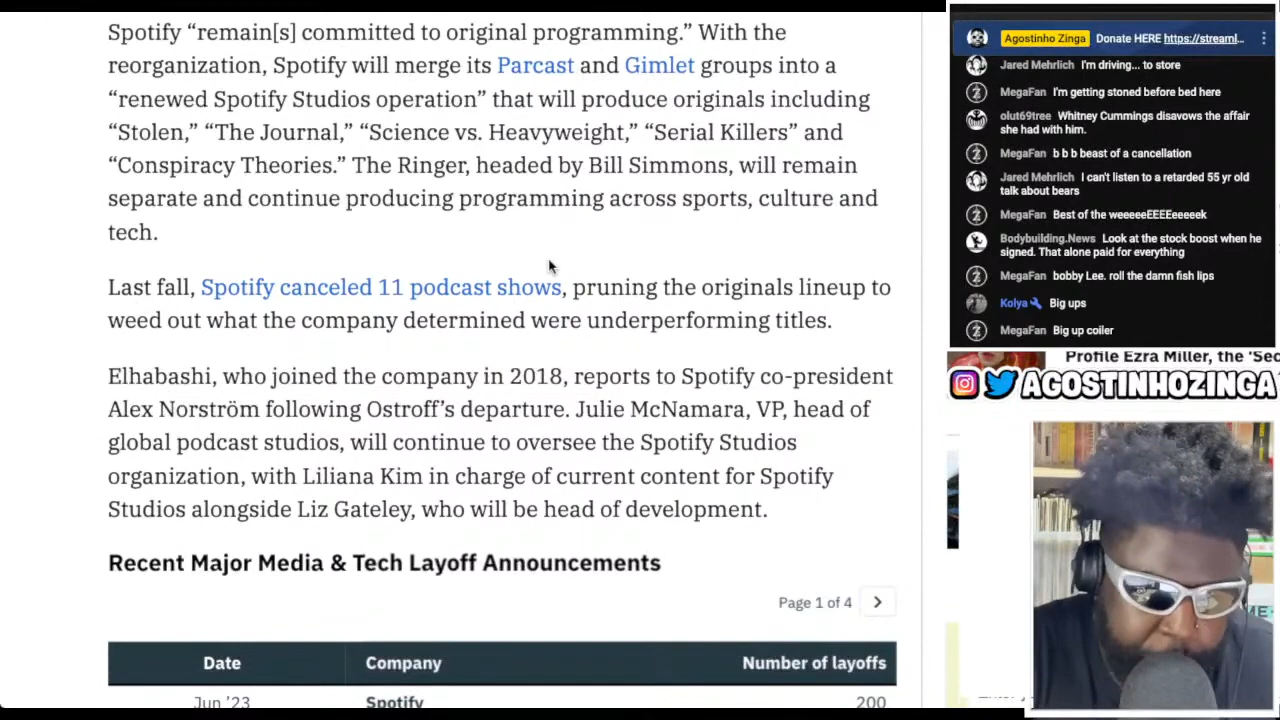 Spotify “remain[s] committed to original programming.” With the
reorganization, Spotify will merge its Parcast and Gimlet groups into a
“renewed Spotify Studios operation” that will produce originals including
“Stolen,” “The Journal,” “Science vs. Heavyweight,” “Serial Killers” and
“Conspiracy Theories.” The Ringer, headed by Bill Simmons, will remain
separate and continue producing programming across sports, culture and
tech.
Last fall, Spotify canceled 11 podcast shows, pruning the originals lineup to
weed out what the company determined were underperforming titles.
Elhabashi, who joined the company in 2018, reports to Spotify co-president
Alex Norström following Ostroff’s departure. Julie McNamara, VP, head of
global podcast studios, will continue to oversee the Spotify Studios
organization, with Liliana Kim in charge of current content for Spotify
Studios alongside Liz Gateley, who will be head of development.
Recent Major Media & Tech Layoff Announcements
Page 1 of 4
Date Company Number of layoffs
Jun ’23 Spotify 200
Agostinho Zinga Donate HERE https://streaml...
Jared Mehrlich I'm driving... to store
MegaFan I'm getting stoned before bed here
olut69tree Whitney Cummings disavows the affair
she had with him.
MegaFan b b b beast of a cancellation
Jared Mehrlich I can't listen to a retarded 55 yr old
talk about bears
MegaFan Best of the weeeeeEEEEeeeeek
Bodybuilding.News Look at the stock boost when he
signed. That alone paid for everything
MegaFan bobby Lee. roll the damn fish lips
Kolya Big ups
MegaFan Big up coiler
Profile Ezra Miller, the 'Sec
AGOSTINHOZINGA